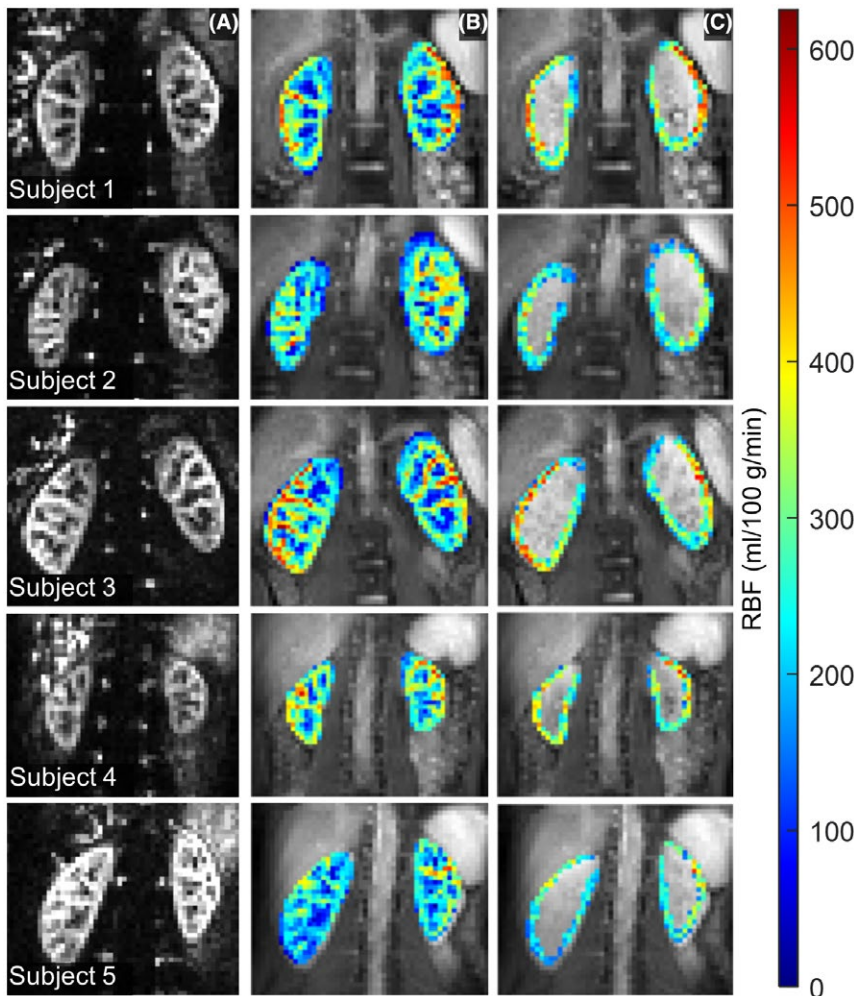 (A) (B) (C)
Subject 1
Subject 2
Subject 3
Subject 4
Subject 5
600
500
400
300
200
100
0
RBF (ml/100 g/min)